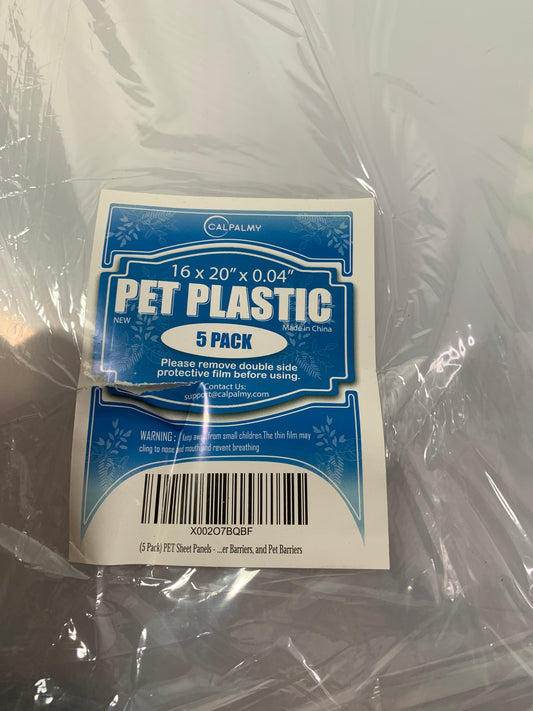 CALPALMY
16 x 20” x 0.04”
PET PLASTIC
NEW
Made in China
5 PACK
Please remove double side
protective film before using.
Contact Us:
support@calpalmy.com
WARNING : Keep away from small children.The thin film may
cling to nose and mouth and revent breathing
X002O7BQBF
(5 Pack) PET Sheet Panels - ...er Barriers, and Pet Barriers